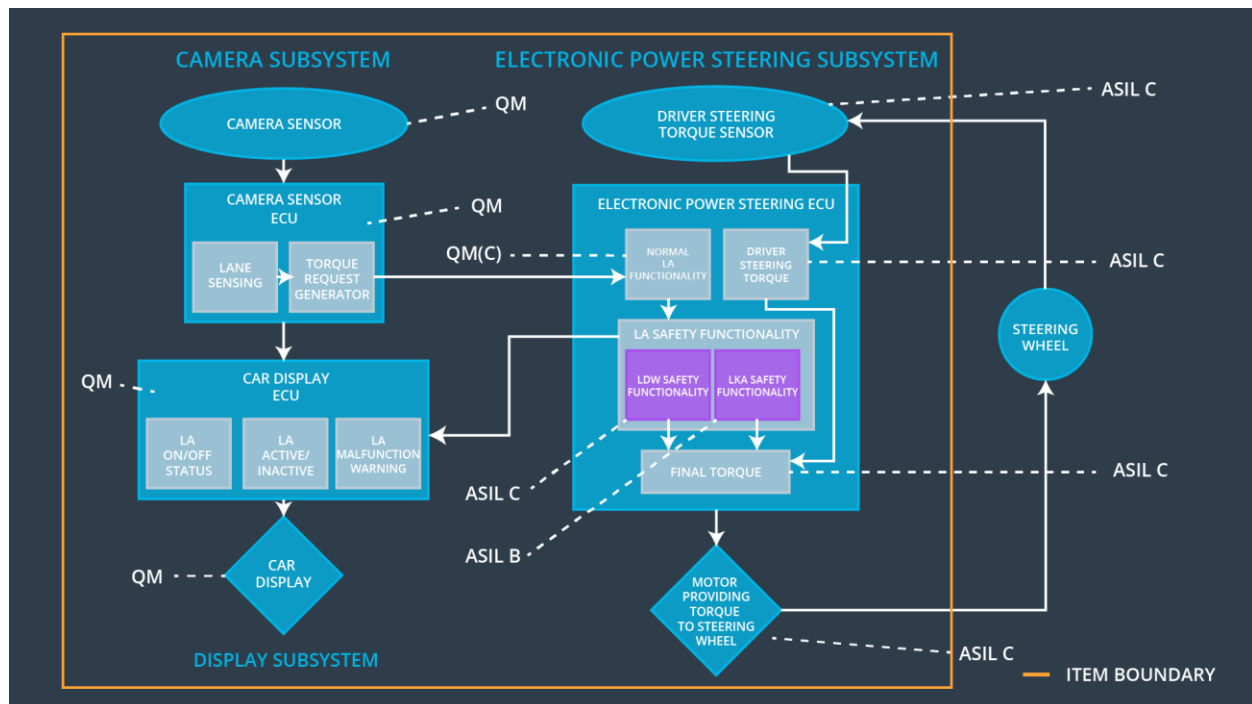 CAMERA SUBSYSTEM
ELECTRONIC POWER STEERING SUBSYSTEM
CAMERA SENSOR
QM
DRIVER STEERING
TORQUE SENSOR
ASIL C
CAMERA SENSOR
ECU
QM
LANE
SENSING
TORQUE
REQUEST
GENERATOR
ELECTRONIC POWER STEERING ECU
QM(C)
NORMAL
LA
FUNCTIONALITY
DRIVER
STEERING
TORQUE
ASIL C
LA SAFETY FUNCTIONALITY
LDW SAFETY
FUNCTIONALITY
LKA SAFETY
FUNCTIONALITY
STEERING
WHEEL
QM
CAR DISPLAY
ECU
LA
ON/OFF
STATUS
LA
ACTIVE/
INACTIVE
LA
MALFUNCTION
WARNING
FINAL TORQUE
ASIL C
ASIL C
ASIL B
QM
CAR
DISPLAY
MOTOR
PROVIDING
TORQUE
TO STEERING
WHEEL
ASIL C
DISPLAY SUBSYSTEM
ITEM BOUNDARY